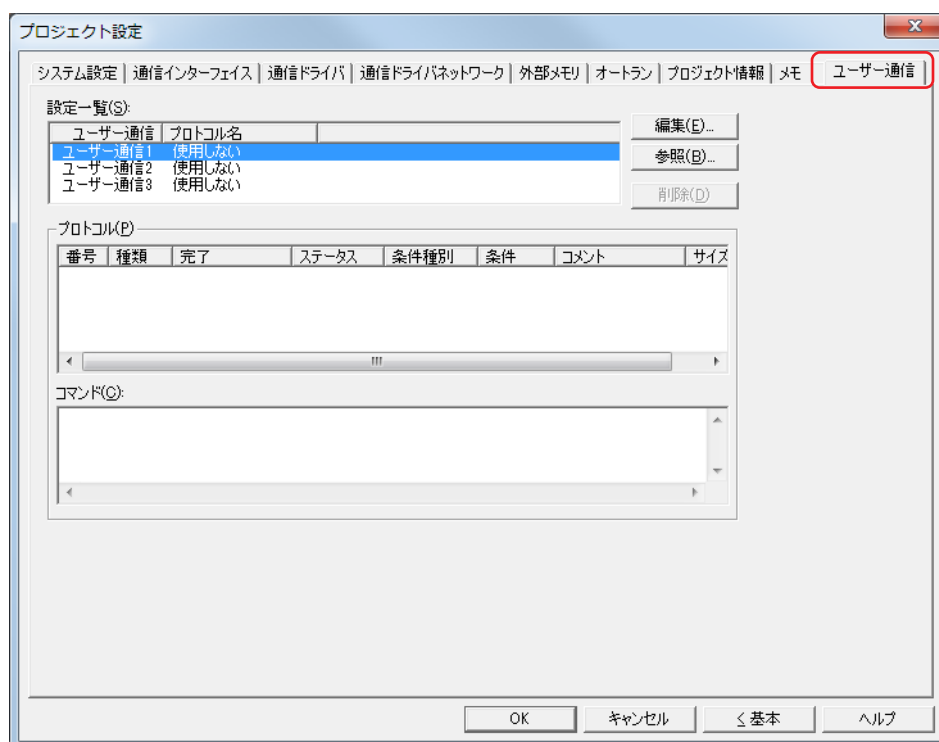 プロジェクト設定
システム設定 通信インターフェイス 通信ドライバ 通信ドライバネットワーク 外部メモリ オートラン プロジェクト情報 メモ ユーザー通信
設定一覧(S):
ユーザー通信 プロトコル名
ユーザー通信1 使用しない
ユーザー通信2 使用しない
ユーザー通信3 使用しない
編集(E)...
参照(B)...
削除(D)
プロトコル(P)
番号 種類 完了 ステータス 条件種別 条件 コメント サイズ
コマンド(C):
OK キャンセル < 基本 ヘルプ